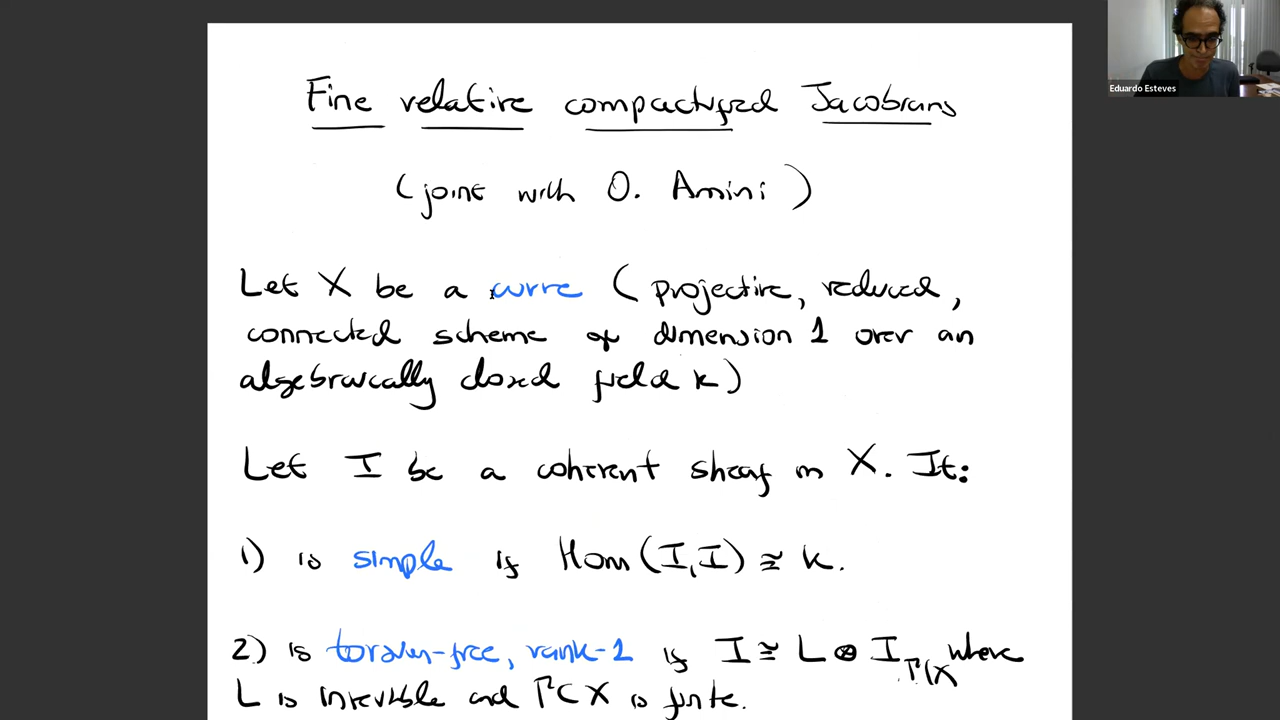 Fine relative compactified Jacobians
Eduardo Esteves
(joint with O. Amini)
Let X be a curve (projective, reduced,
connected scheme of dimension 1 over an
algebraically closed field k)
Let I be a coherent sheaf on X. It:
1) is simple if Hom(I,I) ≅ k.
2) is torsion-free, rank-1 if I ≅ L ⊗ I_{Γ|X} where
L is invertible and Γ ⊂ X is finite.